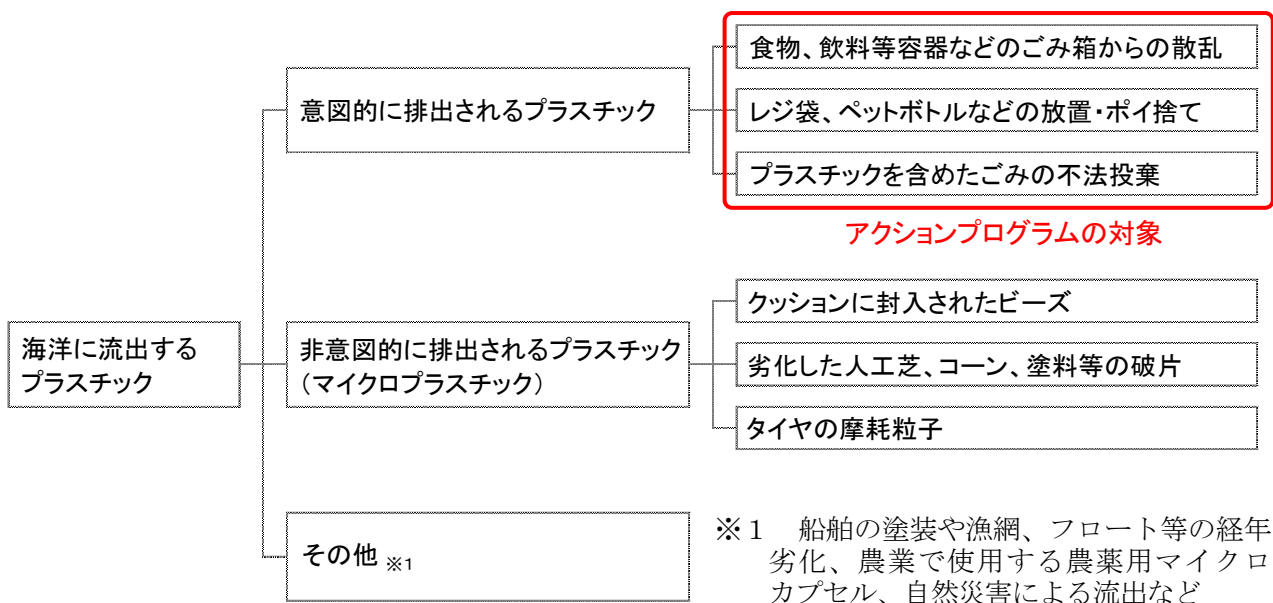 食物、飲料等容器などのごみ箱からの散乱
意図的に排出されるプラスチック
レジ袋、ペットボトルなどの放置・ポイ捨て
プラスチックを含めたごみの不法投棄
アクションプログラムの対象
クッションに封入されたビーズ
海洋に流出する
プラスチック
非意図的に排出されるプラスチック
（マイクロプラスチック）
劣化した人工芝、コーン、塗料等の破片
タイヤの摩耗粒子
その他 ※1
※１　船舶の塗装や漁網、フロート等の経年
劣化、農業で使用する農薬用マイクロ
カプセル、自然災害による流出など